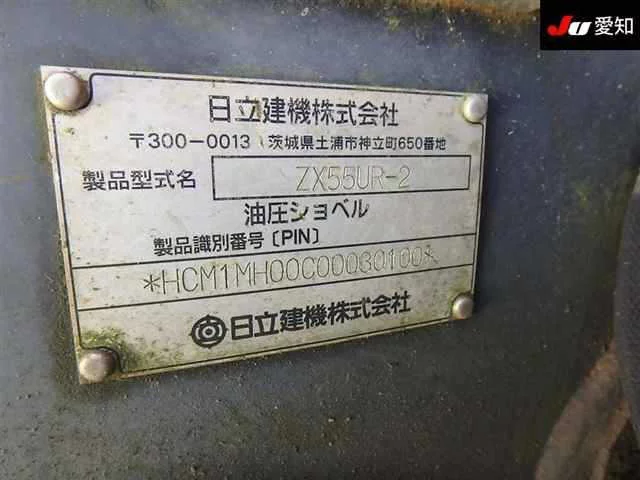 JU 愛知
日立建機株式会社
〒300-0013 茨城県土浦市神立町650番地
製品型式名 ZX55UR-2
油圧ショベル
製品識別番号〔PIN〕
*HCM1MH00C00030100*
日立建機株式会社